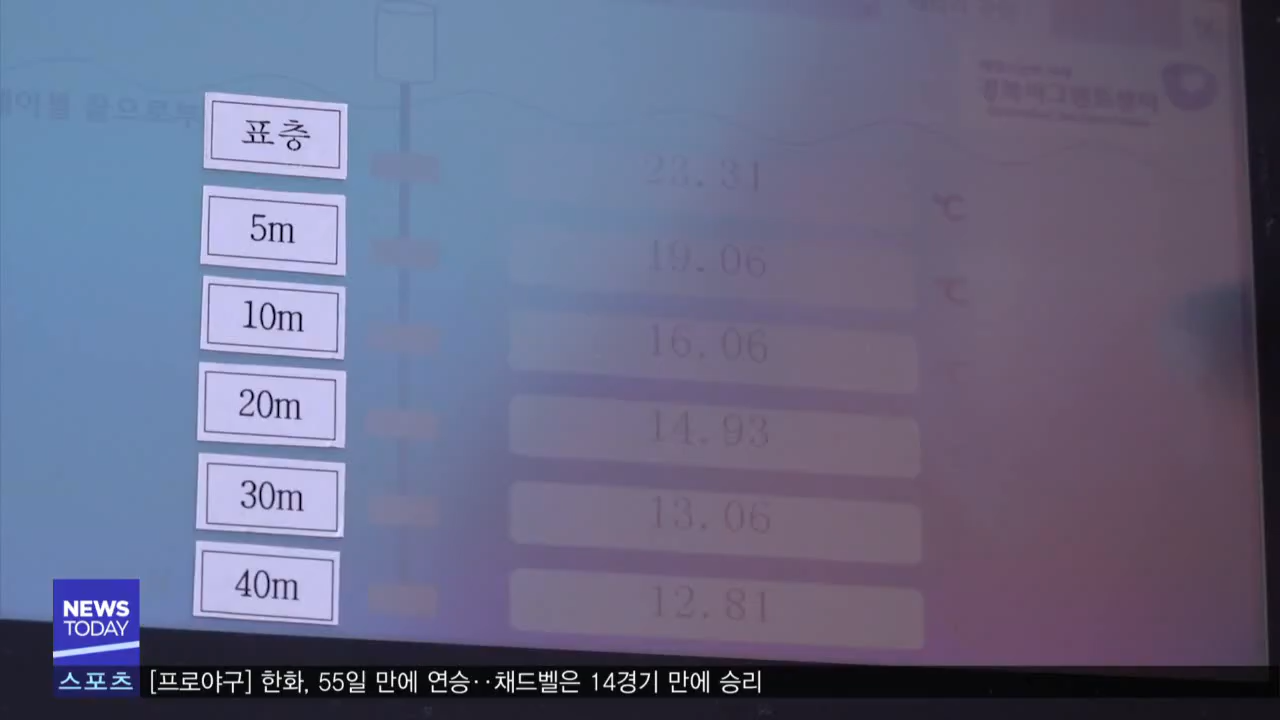 표층
23.31
℃
5m
19.06
℃
10m
16.06
20m
14.93
30m
13.06
40m
12.81
NEWS
TODAY
스포츠 [프로야구] 한화, 55일 만에 연승‥채드벨은 14경기 만에 승리